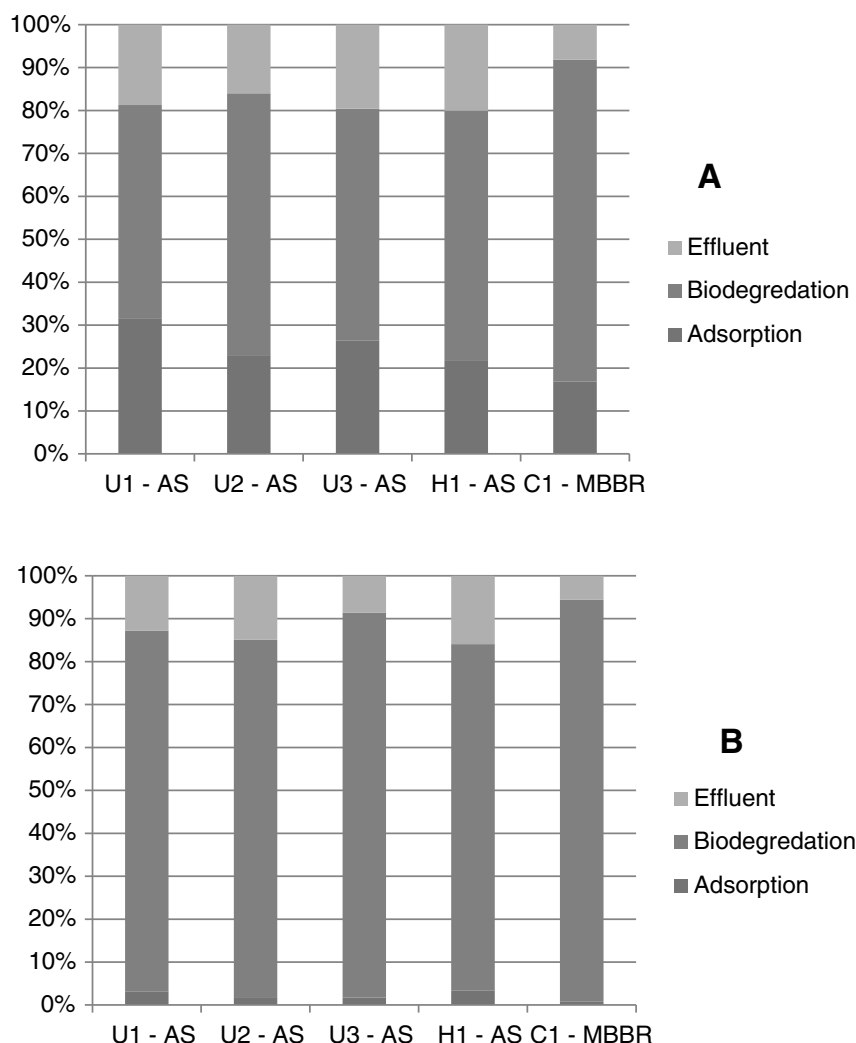 100%
90%
80%
70%
60%
50%
40%
30%
20%
10%
0%
U1 - AS U2 - AS U3 - AS H1 - AS C1 - MBBR
A
Effluent
Biodegredation
Adsorption
100%
90%
80%
70%
60%
50%
40%
30%
20%
10%
0%
U1 - AS U2 - AS U3 - AS H1 - AS C1 - MBBR
B
Effluent
Biodegredation
Adsorption